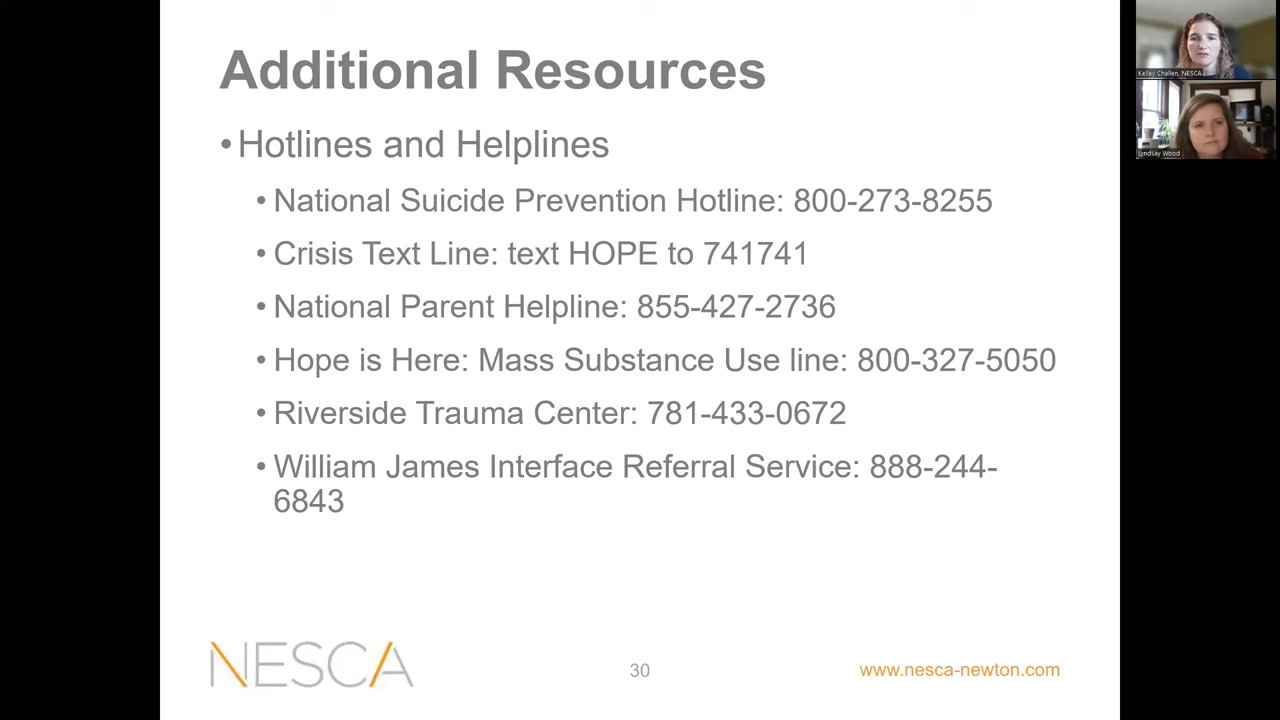 Additional Resources
•Hotlines and Helplines
•National Suicide Prevention Hotline: 800-273-8255
•Crisis Text Line: text HOPE to 741741
•National Parent Helpline: 855-427-2736
•Hope is Here: Mass Substance Use line: 800-327-5050
•Riverside Trauma Center: 781-433-0672
•William James Interface Referral Service: 888-244-
6843
NESCA
30
www.nesca-newton.com
Kelley Challen, NESCA
Lyndsay Wood